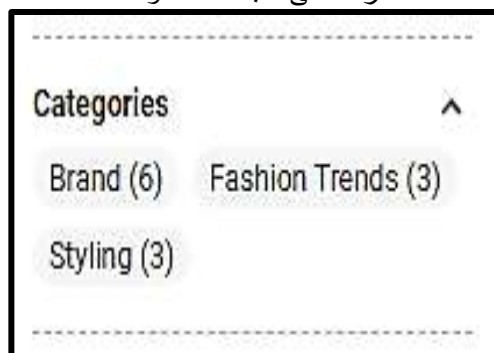 Categories
Brand (6) Fashion Trends (3)
Styling (3)